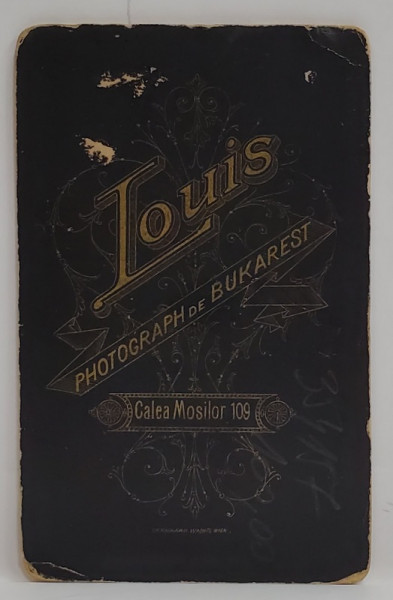 Louis
PHOTOGRAPH DE BUKAREST
Calea Mosilor 109